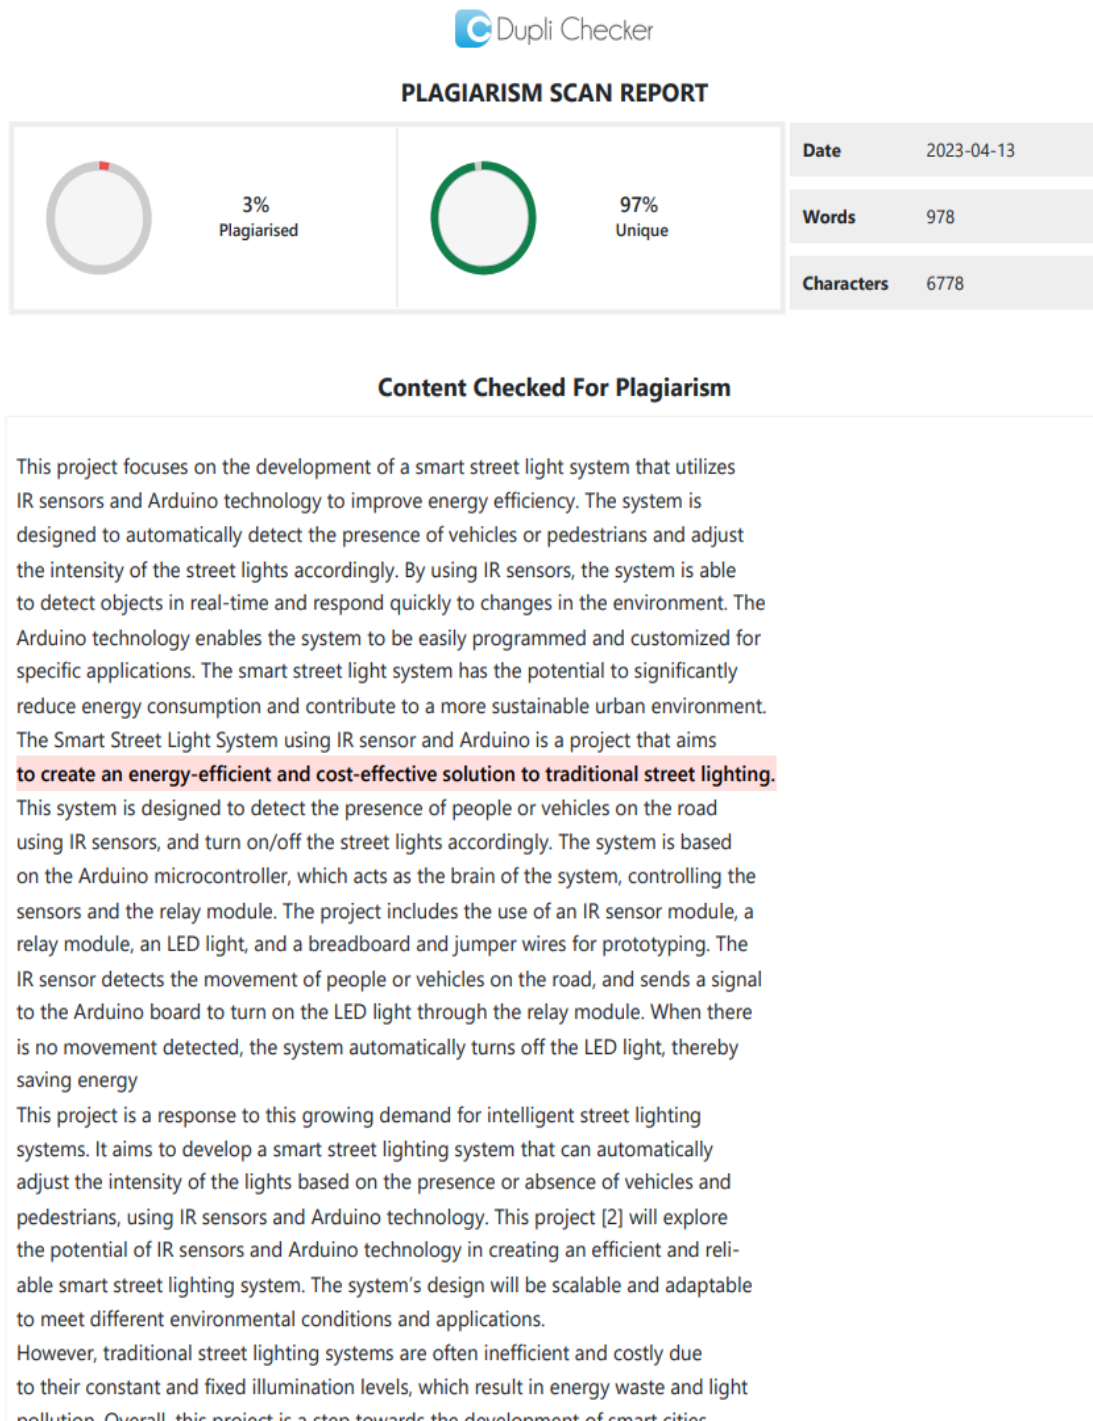 Dupli Checker
PLAGIARISM SCAN REPORT
3%
Plagiarised
97%
Unique
Date 2023-04-13
Words 978
Characters 6778
Content Checked For Plagiarism
This project focuses on the development of a smart street light system that utilizes
IR sensors and Arduino technology to improve energy efficiency. The system is
designed to automatically detect the presence of vehicles or pedestrians and adjust
the intensity of the street lights accordingly. By using IR sensors, the system is able
to detect objects in real-time and respond quickly to changes in the environment. The
Arduino technology enables the system to be easily programmed and customized for
specific applications. The smart street light system has the potential to significantly
reduce energy consumption and contribute to a more sustainable urban environment.
The Smart Street Light System using IR sensor and Arduino is a project that aims
to create an energy-efficient and cost-effective solution to traditional street lighting.
This system is designed to detect the presence of people or vehicles on the road
using IR sensors, and turn on/off the street lights accordingly. The system is based
on the Arduino microcontroller, which acts as the brain of the system, controlling the
sensors and the relay module. The project includes the use of an IR sensor module, a
relay module, an LED light, and a breadboard and jumper wires for prototyping. The
IR sensor detects the movement of people or vehicles on the road, and sends a signal
to the Arduino board to turn on the LED light through the relay module. When there
is no movement detected, the system automatically turns off the LED light, thereby
saving energy
This project is a response to this growing demand for intelligent street lighting
systems. It aims to develop a smart street lighting system that can automatically
adjust the intensity of the lights based on the presence or absence of vehicles and
pedestrians, using IR sensors and Arduino technology. This project [2] will explore
the potential of IR sensors and Arduino technology in creating an efficient and reli-
able smart street lighting system. The system's design will be scalable and adaptable
to meet different environmental conditions and applications.
However, traditional street lighting systems are often inefficient and costly due
to their constant and fixed illumination levels, which result in energy waste and light
pollution. Overall, this project is a step towards the development of smart cities